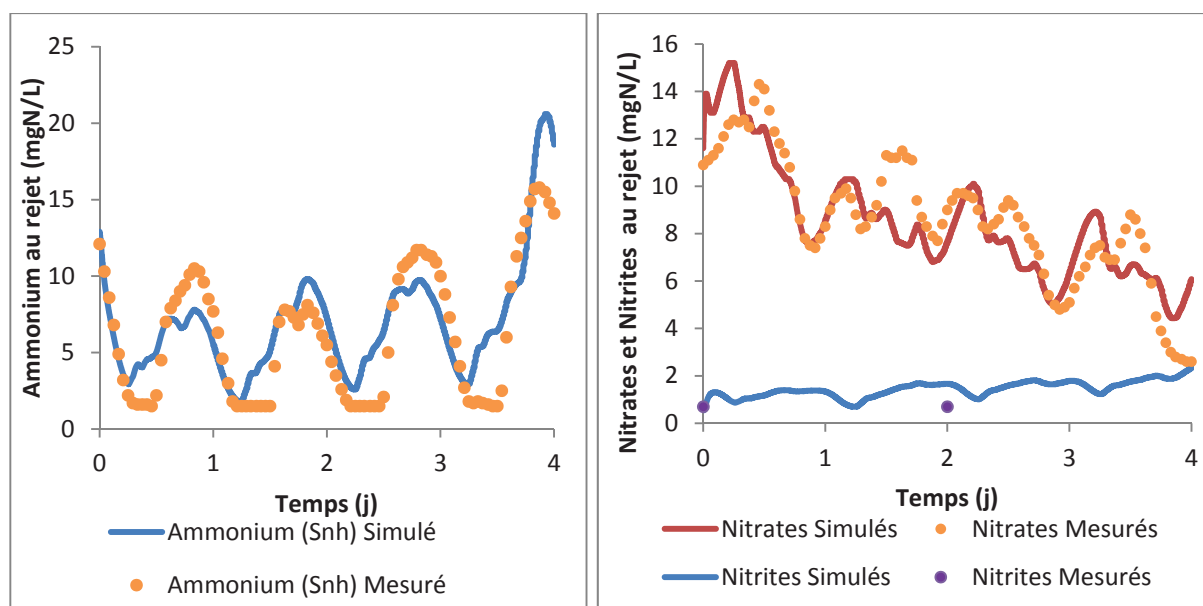 Ammonium au rejet (mgN/L)
25
20
15
10
5
0
0 1 2 3 4
Temps (j)
Ammonium (Snh) Simulé
Ammonium (Snh) Mesuré
Nitrates et Nitrites au rejet (mgN/L)
16
14
12
10
8
6
4
2
0
0 1 2 3 4
Temps (j)
Nitrates Simulés
Nitrates Mesurés
Nitrites Simulés
Nitrites Mesurés